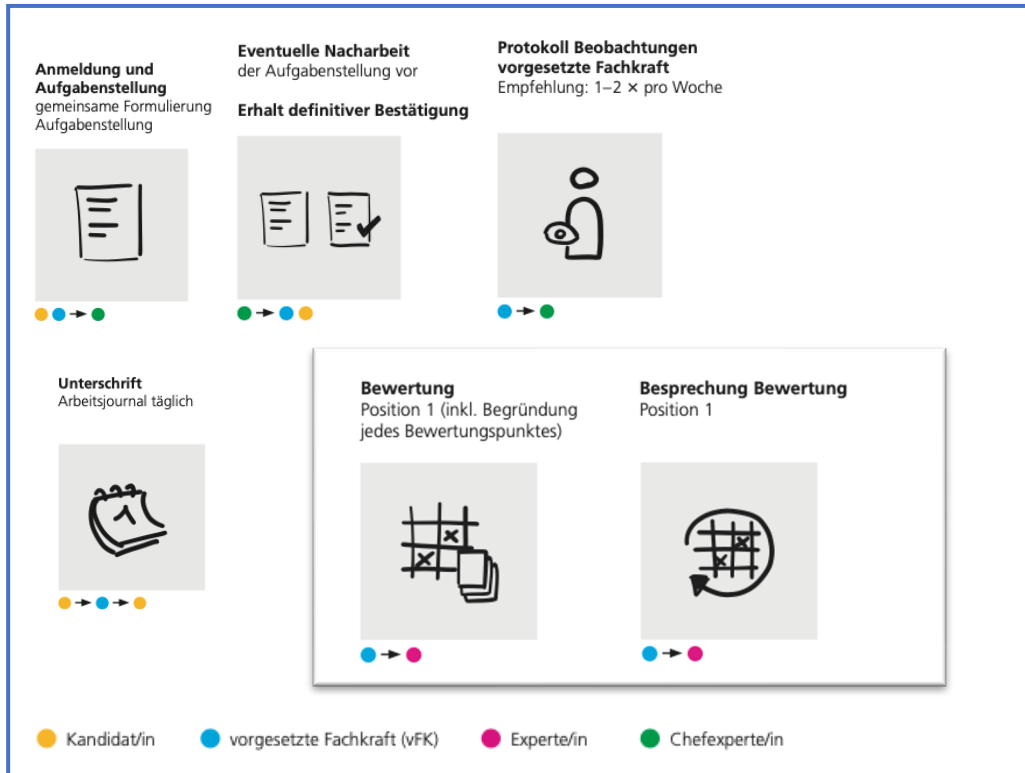 Anmeldung und
Aufgabenstellung
gemeinsame Formulierung
Aufgabenstellung
Eventuelle Nacharbeit
der Aufgabenstellung vor
Erhalt definitiver Bestätigung
Protokoll Beobachtungen
vorgesetzte Fachkraft
Empfehlung: 1–2 × pro Woche
Unterschrift
Arbeitsjournal täglich
1
Bewertung
Position 1 (inkl. Begründung
jedes Bewertungspunktes)
Besprechung Bewertung
Position 1
Kandidat/in
vorgesetzte Fachkraft (vFK)
Experte/in
Chefexperte/in